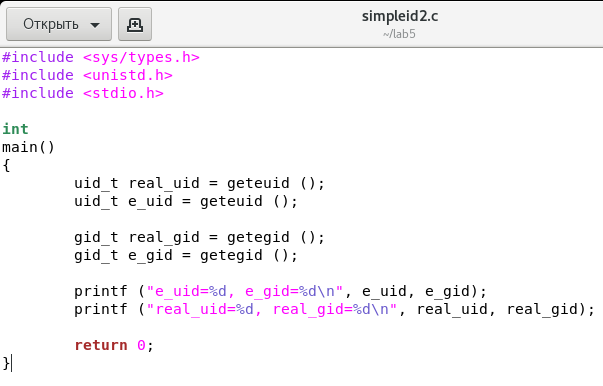 Открыть
simpleid2.c
~/lab5
#include <sys/types.h>
#include <unistd.h>
#include <stdio.h>
int
main()
{
uid_t real_uid = geteuid ();
uid_t e_uid = geteuid ();
gid_t real_gid = getegid ();
gid_t e_gid = getegid ();
printf ("e_uid=%d, e_gid=%d\n", e_uid, e_gid);
printf ("real_uid=%d, real_gid=%d\n", real_uid, real_gid);
return 0;
}